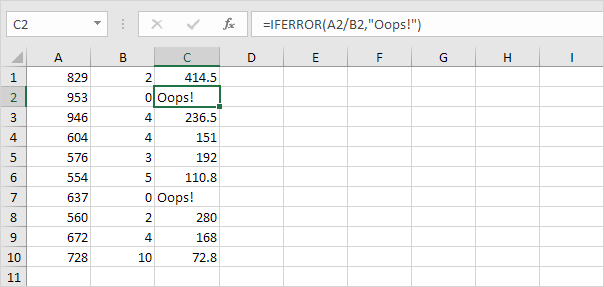 C2 fx =IFERROR(A2/B2,"Oops!")
A B C D E F G H I
1 829 2 414.5
2 953 0 Oops!
3 946 4 236.5
4 604 4 151
5 576 3 192
6 554 5 110.8
7 637 0 Oops!
8 560 2 280
9 672 4 168
10 728 10 72.8
11